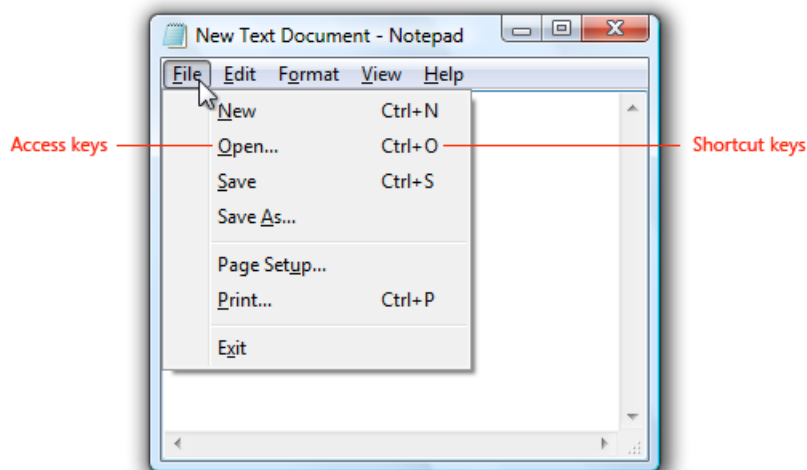 New Text Document - Notepad
File Edit Format View Help
New Ctrl+N
Access keys Open... Ctrl+O Shortcut keys
Save Ctrl+S
Save As...
Page Setup...
Print... Ctrl+P
Exit